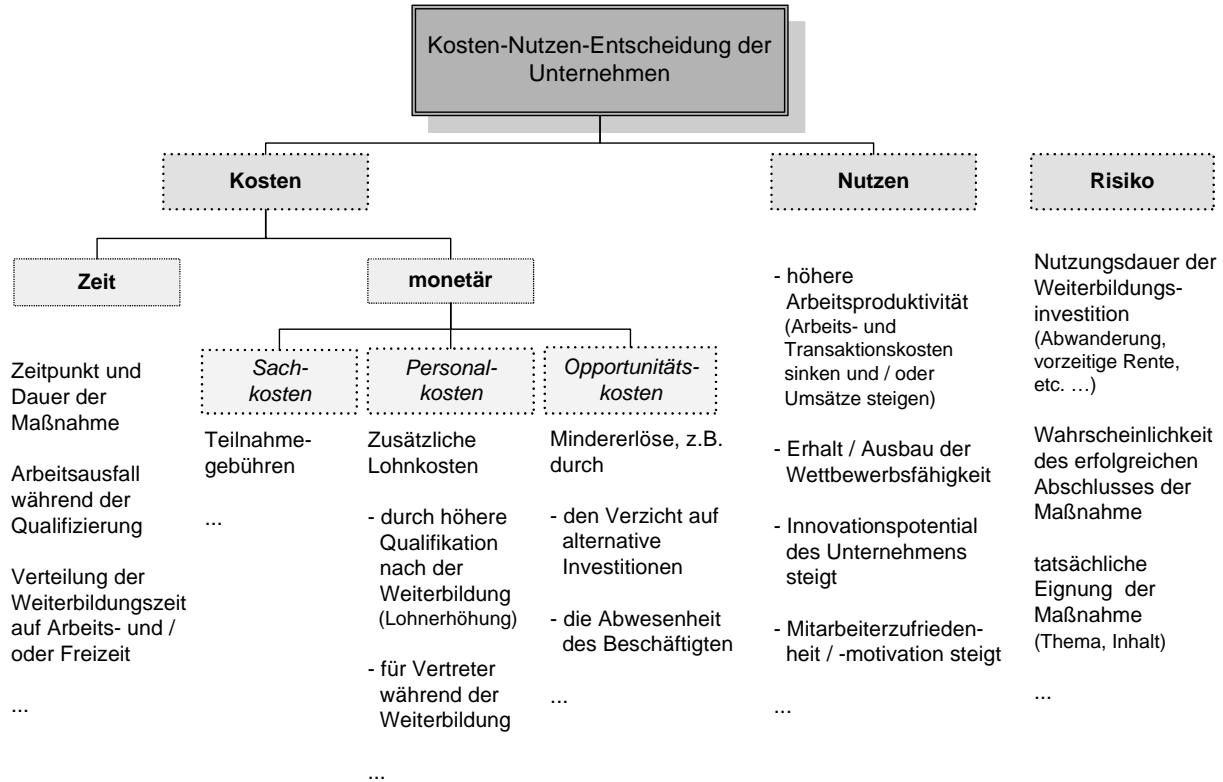 Kosten-Nutzen-Entscheidung der
Unternehmen
Kosten
Nutzen
Risiko
Zeit
monetär
Sach-
kosten
Personal-
kosten
Opportunitäts-
kosten
Zeitpunkt und
Dauer der
Maßnahme
Arbeitsausfall
während der
Qualifizierung
Verteilung der
Weiterbildungszeit
auf Arbeits- und /
oder Freizeit
...
Teilnahme-
gebühren
...
Zusätzliche
Lohnkosten
- durch höhere
Qualifikation
nach der
Weiterbildung
(Lohnerhöhung)
- für Vertreter
während der
Weiterbildung
...
Mindererlöse, z.B.
durch
- den Verzicht auf
alternative
Investitionen
- die Abwesenheit
des Beschäftigten
...
- höhere
Arbeitsproduktivität
(Arbeits- und
Transaktionskosten
sinken und / oder
Umsätze steigen)
- Erhalt / Ausbau der
Wettbewerbsfähigkeit
- Innovationspotential
des Unternehmens
steigt
- Mitarbeiterzufrieden-
heit / -motivation steigt
...
Nutzungsdauer der
Weiterbildungs-
investition
(Abwanderung,
vorzeitige Rente,
etc. …)
Wahrscheinlichkeit
des erfolgreichen
Abschlusses der
Maßnahme
tatsächliche
Eignung der
Maßnahme
(Thema, Inhalt)
...